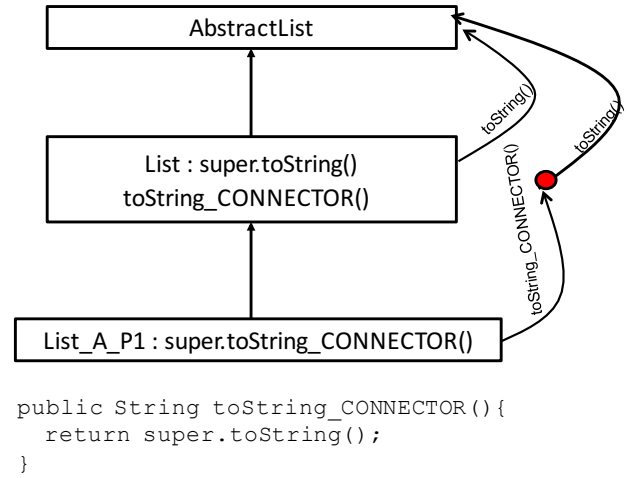 AbstractList
toString()
toString()
List : super.toString()
toString_CONNECTOR()
toString_CONNECTOR()
List_A_P1 : super.toString_CONNECTOR()
public String toString_CONNECTOR(){
  return super.toString();
}